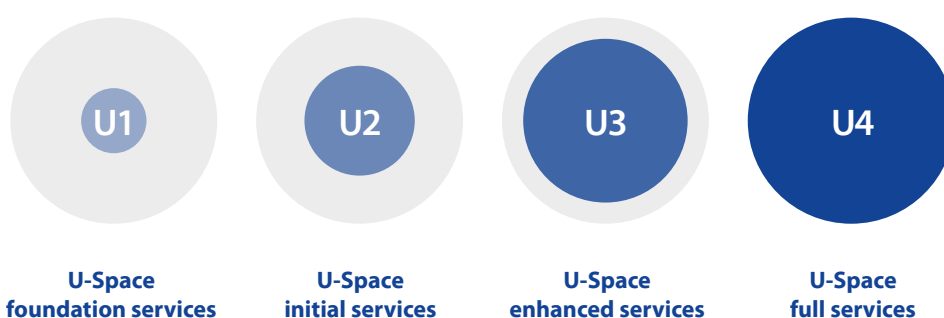 U1
U2
U3
U4
U-Space
foundation services
U-Space
initial services
U-Space
enhanced services
U-Space
full services